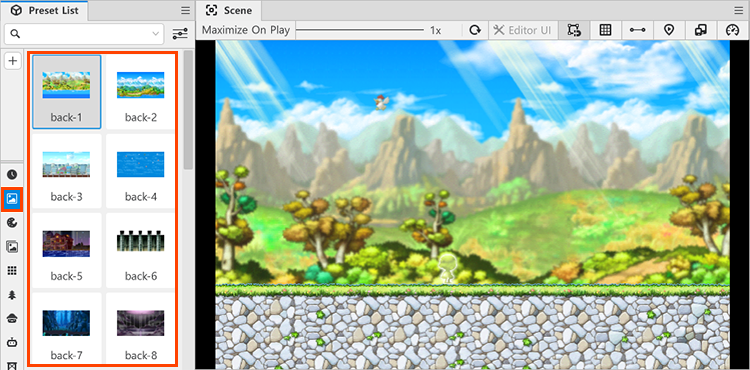 Preset List
Scene
Maximize On Play
1x
Editor UI
back-1
back-2
back-3
back-4
back-5
back-6
back-7
back-8